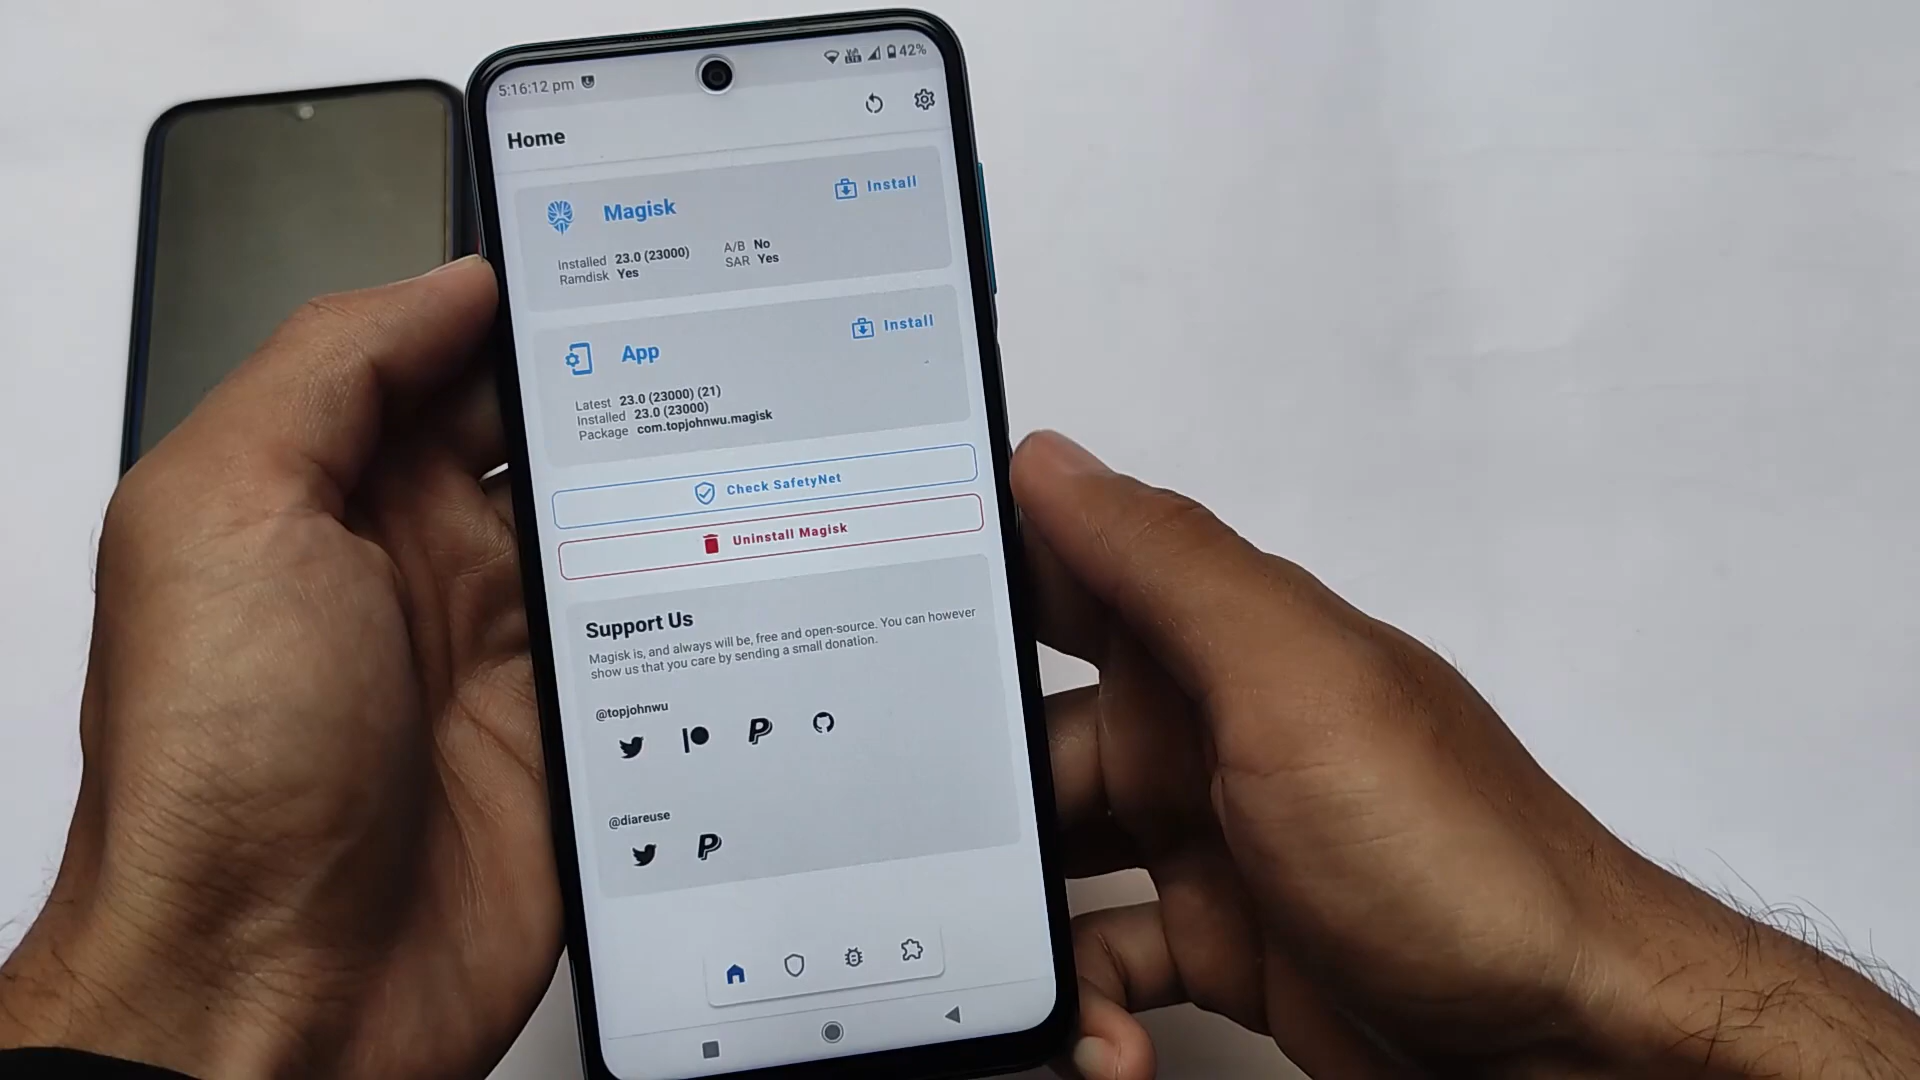 5:16:12 pm
42%
Home
Magisk
Install
Installed 23.0 (23000)
A/B No
Ramdisk Yes
SAR Yes
App
Install
Latest 23.0 (23000) (21)
Installed 23.0 (23000)
Package com.topjohnwu.magisk
Check SafetyNet
Uninstall Magisk
Support Us
Magisk is, and always will be, free and open-source. You can however
show us that you care by sending a small donation.
@topjohnwu
@diareuse